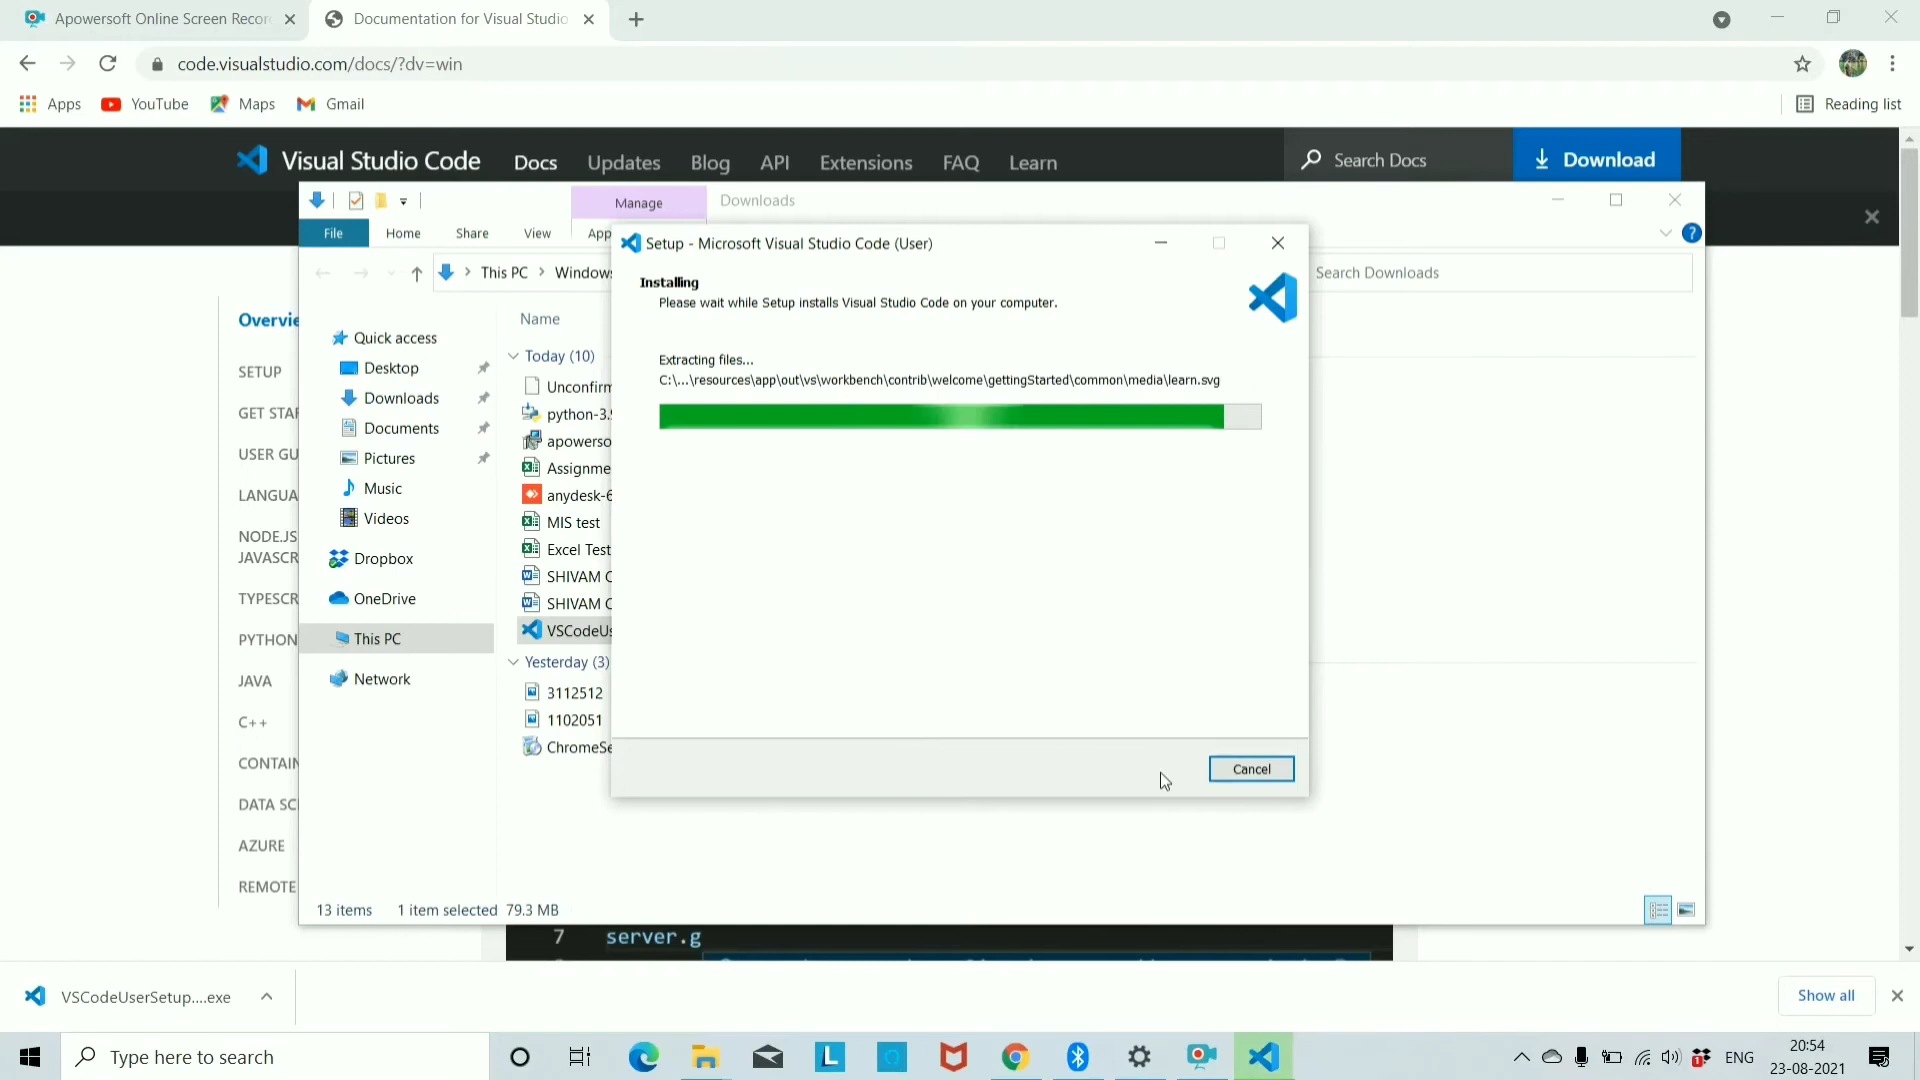 Apowersoft Online Screen Recor
Documentation for Visual Studio
code.visualstudio.com/docs/?dv=win
Apps
YouTube
Maps
Gmail
Reading list
Visual Studio Code
Docs
Updates
Blog
API
Extensions
FAQ
Learn
Search Docs
Download
Manage
Downloads
File
Home
Share
View
App
This PC
Windows
Search Downloads
Setup - Microsoft Visual Studio Code (User)
Installing
Please wait while Setup installs Visual Studio Code on your computer.
Extracting files...
C:\...\resources\app\out\vs\workbench\contrib\welcome\gettingStarted\common\media\learn.svg
Cancel
Overvie
SETUP
GET STAR
USER GU
LANGUA
NODE.JS
JAVASCR
TYPESCR
PYTHON
JAVA
C++
CONTAIN
DATA SC
AZURE
REMOTE
Quick access
Desktop
Downloads
Documents
Pictures
Music
Videos
Dropbox
OneDrive
This PC
Network
Name
Today (10)
Unconfirm
python-3.9
apowerso
Assignme
anydesk-6
MIS test
Excel Test
SHIVAM C
SHIVAM C
VSCodeUs
Yesterday (3)
3112512
1102051
ChromeSe
13 items
1 item selected
79.3 MB
7
server.g
VSCodeUserSetup....exe
Show all
Type here to search
ENG
20:54
23-08-2021